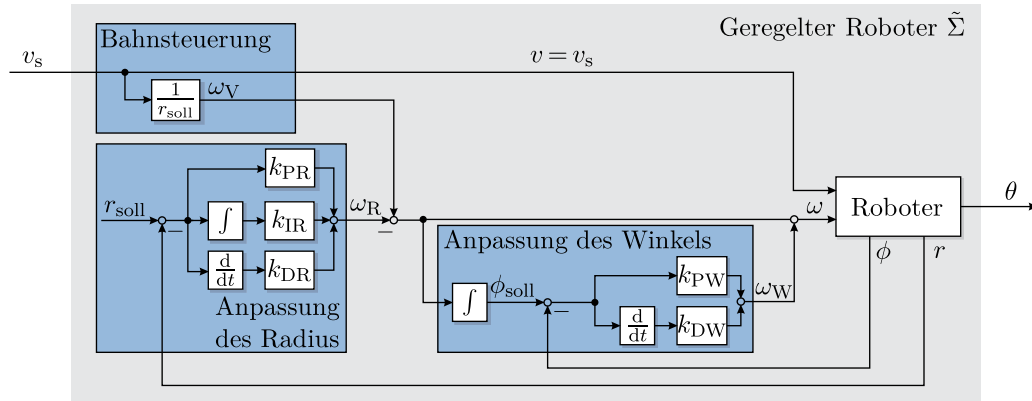 Geregelter Roboter Σ̃
Bahnsteuerung
v_s
v = v_s
1/r_soll
ω_V
k_PR
r_soll
−
∫
k_IR
ω_R
−
d/dt
k_DR
Anpassung
des Radius
Anpassung des Winkels
∫
ϕ_soll
−
k_PW
d/dt
k_DW
ω_W
ω
Roboter
θ
ϕ
r